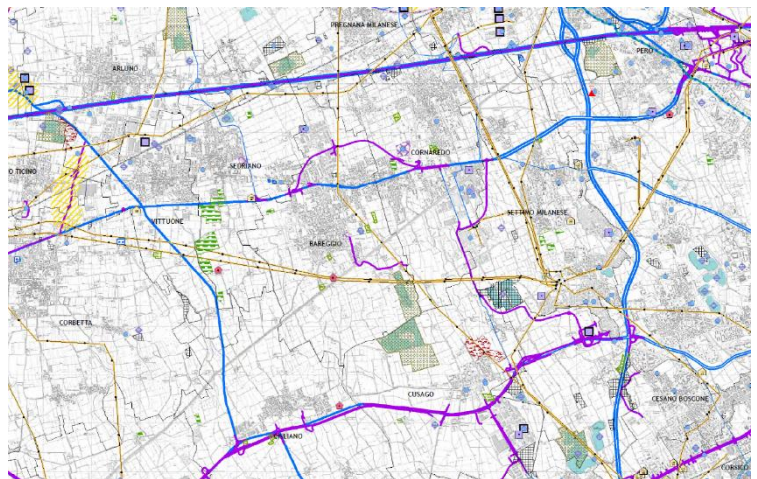 PREGNANA MILANESE
PERO
ARLUNO
CORNAREDO
SEDRIANO
O TICINO
VITTUONE
SETTIMO MILANESE
BAREGGIO
CORBETTA
CUSAGO
CESANO BOSCONE
CORSICO